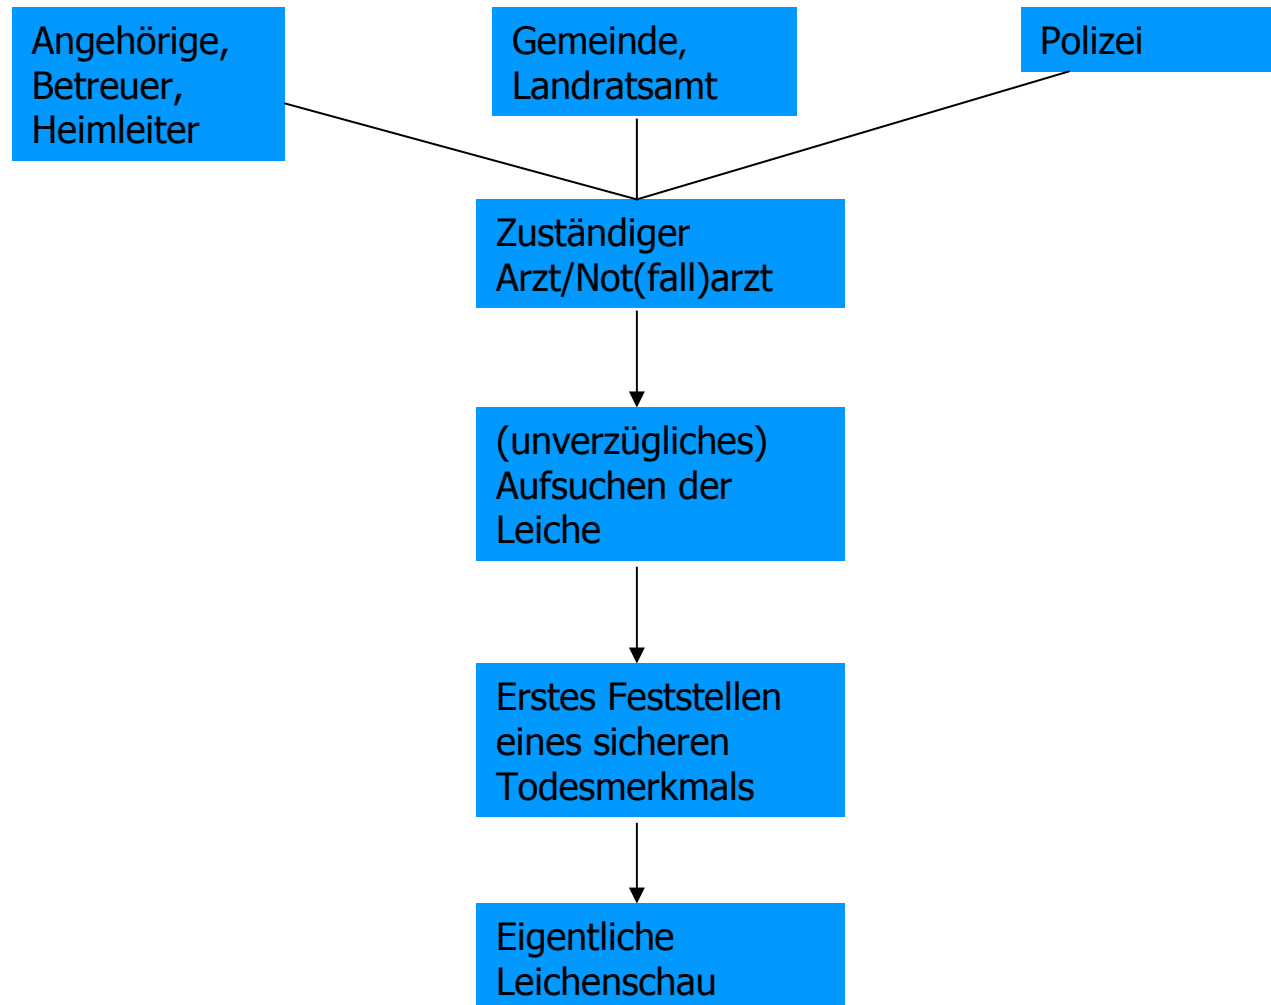 Angehörige,
Betreuer,
Heimleiter
Gemeinde,
Landratsamt
Polizei
Zuständiger
Arzt/Not(fall)arzt
(unverzügliches)
Aufsuchen der
Leiche
Erstes Feststellen
eines sicheren
Todesmerkmals
Eigentliche
Leichenschau